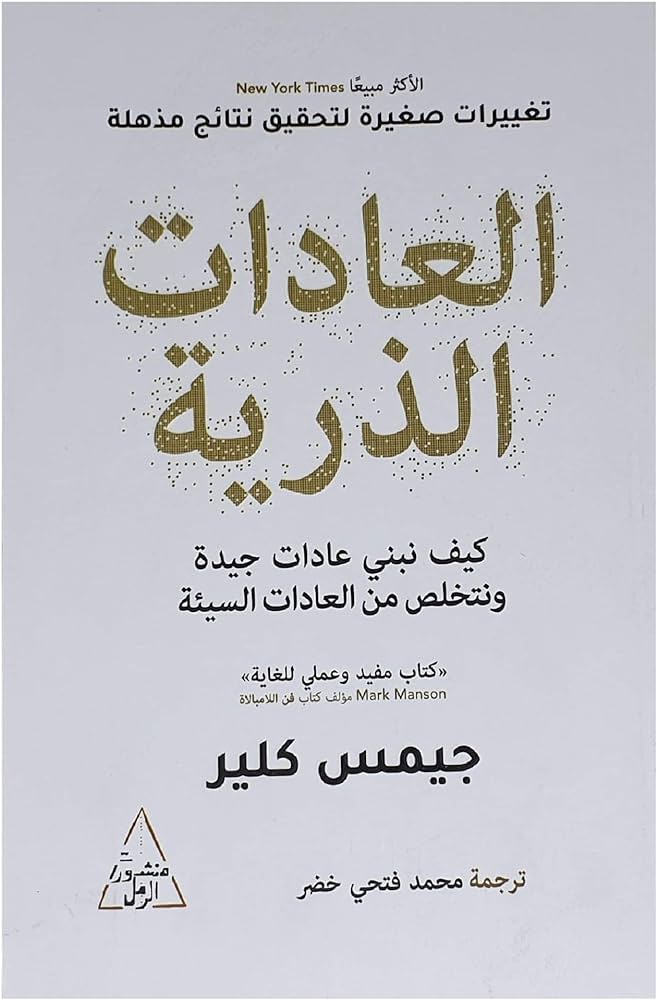 الأكثر مبيعًا New York Times
تغييرات صغيرة لتحقيق نتائج مذهلة
العادات
الذرية
كيف نبني عادات جيدة
ونتخلص من العادات السيئة
«كتاب مفيد وعملي للغاية»
Mark Manson مؤلف كتاب فن اللامبالاة
جيمس كلير
ترجمة محمد فتحي خضر
منشورات
الرمل